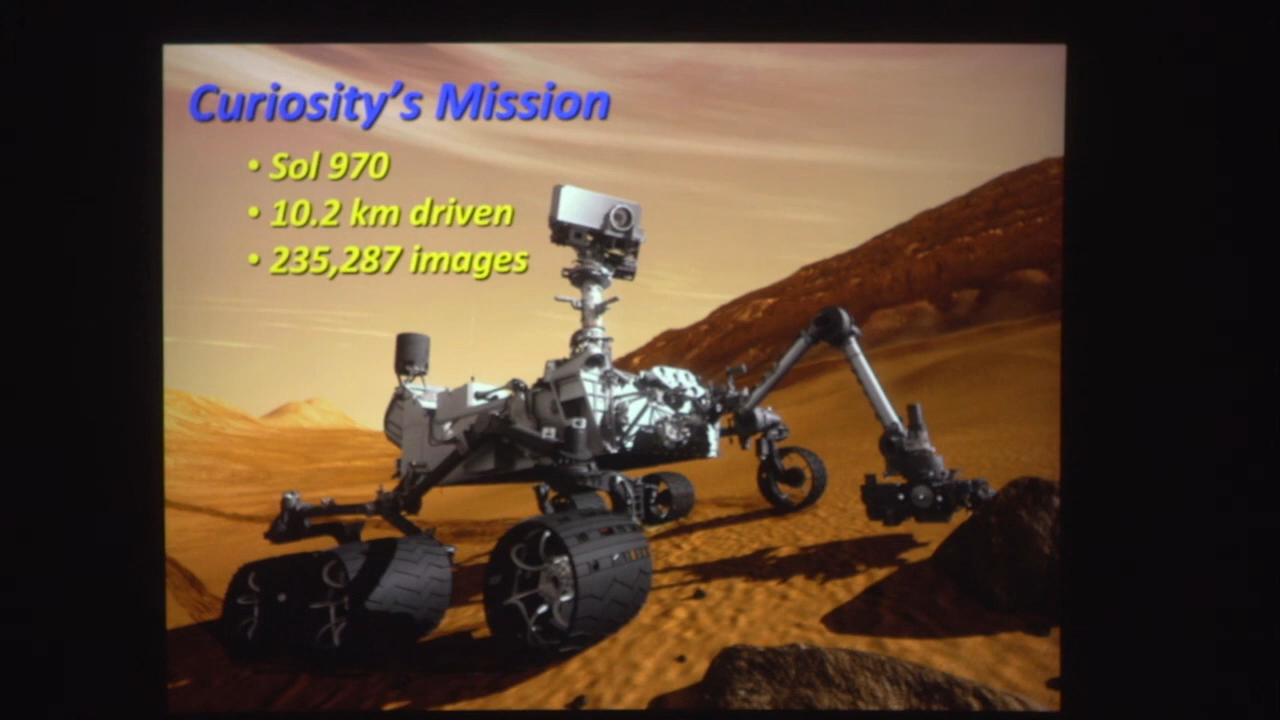 Curiosity's Mission
• Sol 970
• 10.2 km driven
• 235,287 images